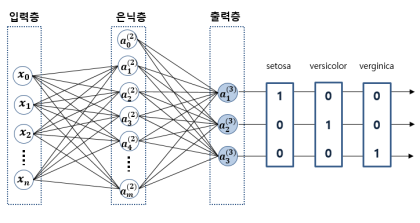 입력층 은닉층 출력층
setosa versicolor verginica
x₀
x₁
x₂
xₙ
a₀⁽²⁾
a₁⁽²⁾
a₂⁽²⁾
a₃⁽²⁾
a₄⁽²⁾
aₘ⁽²⁾
a₁⁽³⁾
a₂⁽³⁾
a₃⁽³⁾
1 0 0
0 1 0
0 0 1